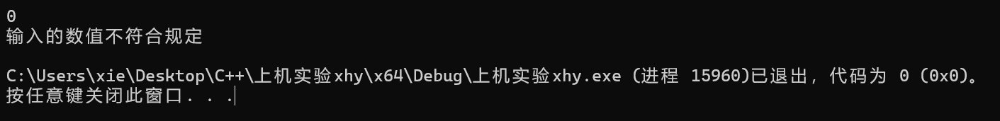 0
输入的数值不符合规定
C:\Users\xie\Desktop\C++\上机实验xhy\x64\Debug\上机实验xhy.exe (进程 15960)已退出，代码为 0 (0x0)。
按任意键关闭此窗口. . .